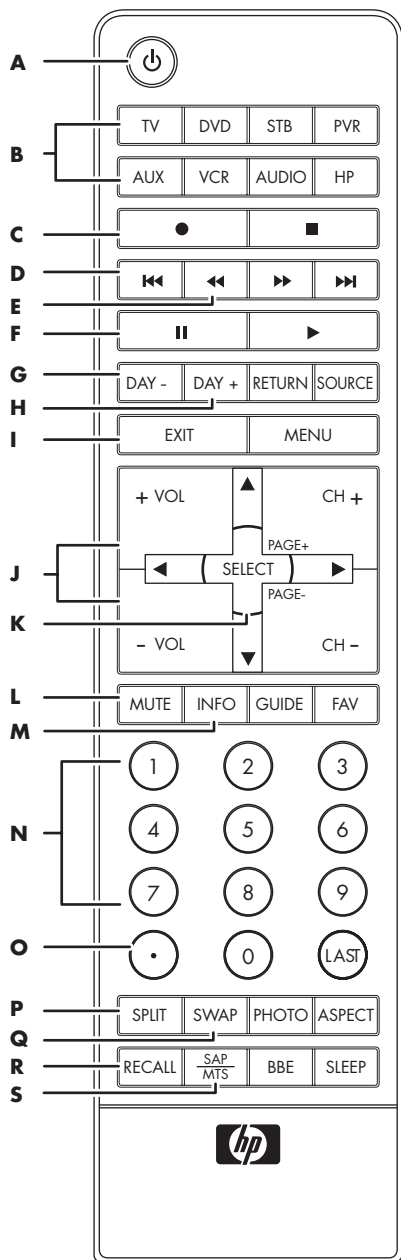 A
B
TV DVD STB PVR
AUX VCR AUDIO HP
C
D
E
F
G
DAY - DAY + RETURN SOURCE
H
I
EXIT MENU
+ VOL CH +
PAGE+
J
SELECT
PAGE-
K
- VOL CH -
L
MUTE INFO GUIDE FAV
M
1 2 3
N
4 5 6
7 8 9
O
. 0 LAST
P
SPLIT SWAP PHOTO ASPECT
Q
R
RECALL SAP MTS BBE SLEEP
S
hp